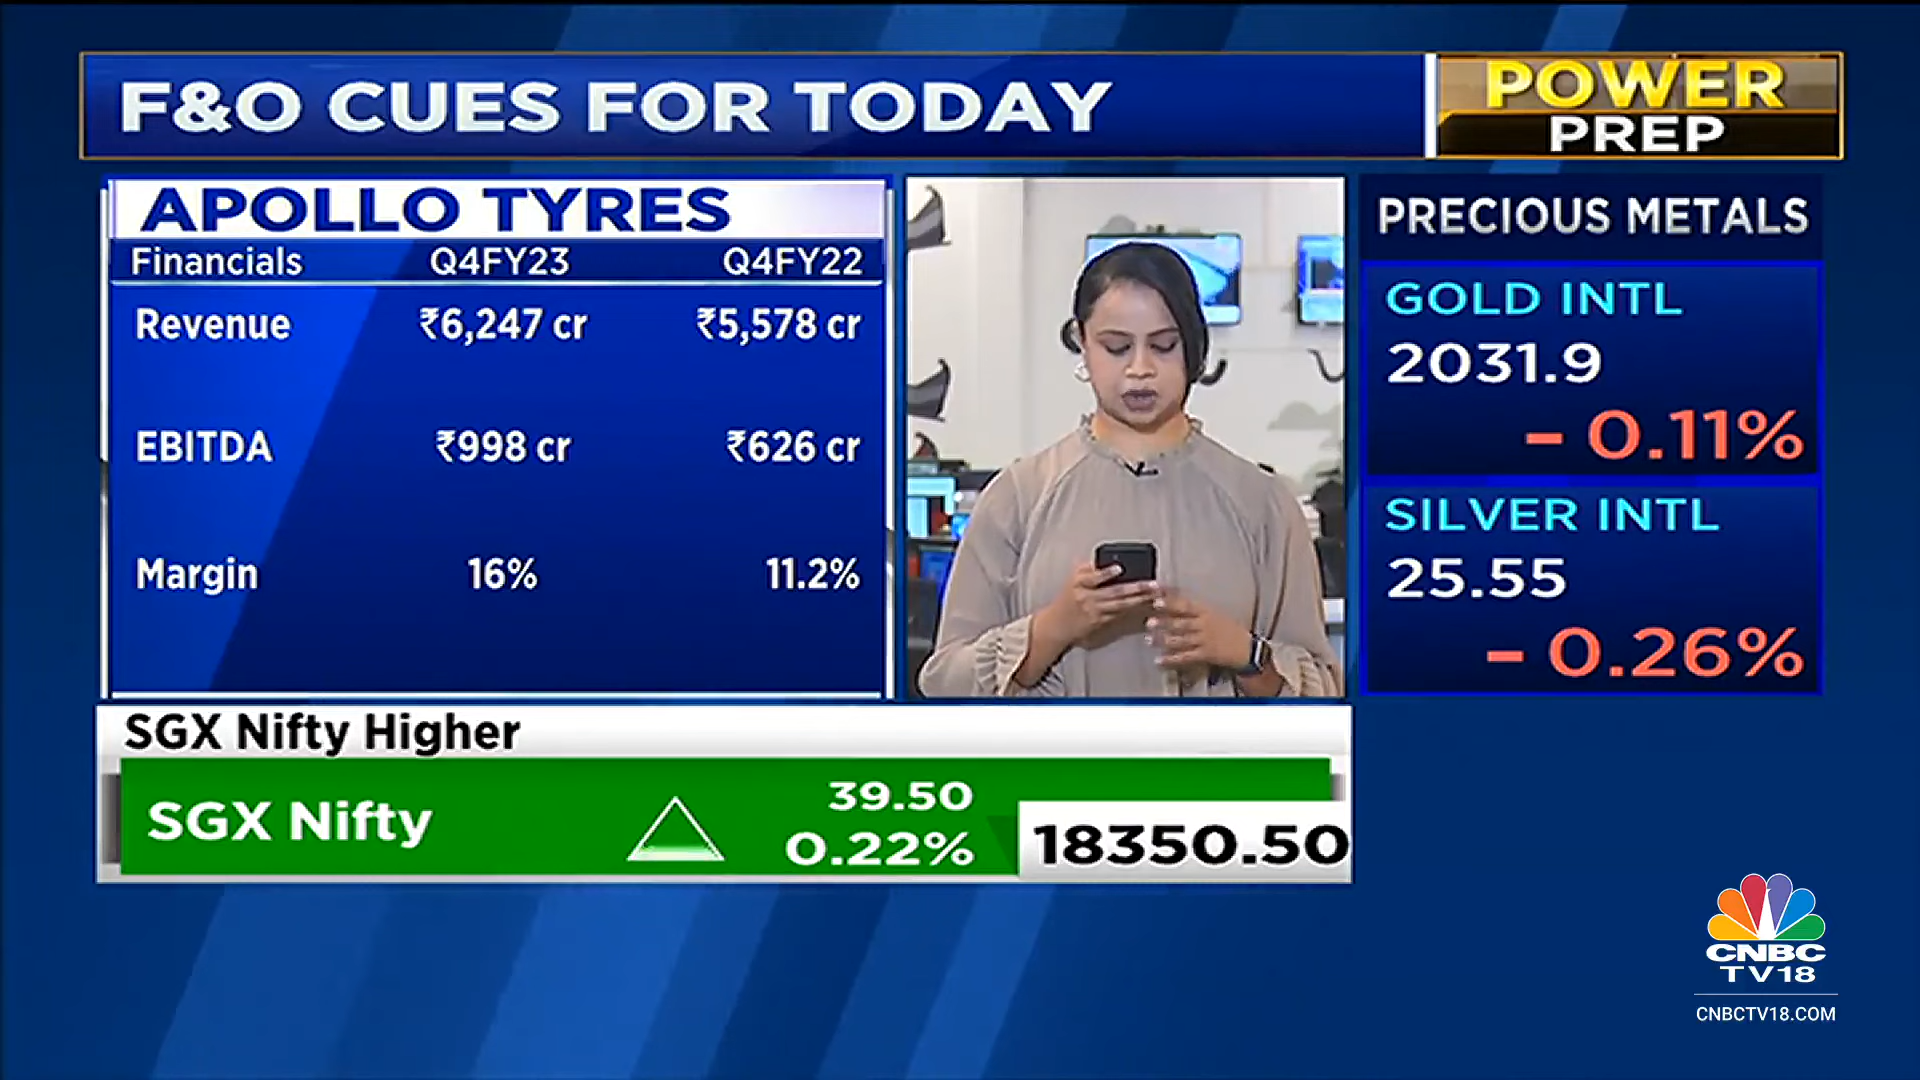 F&O CUES FOR TODAY
POWER
PREP
APOLLO TYRES
Financials Q4FY23 Q4FY22
Revenue ₹6,247 cr ₹5,578 cr
EBITDA ₹998 cr ₹626 cr
Margin 16% 11.2%
PRECIOUS METALS
GOLD INTL
2031.9
- 0.11%
SILVER INTL
25.55
- 0.26%
SGX Nifty Higher
SGX Nifty
39.50
0.22%
18350.50
CNBC
TV18
CNBCTV18.COM